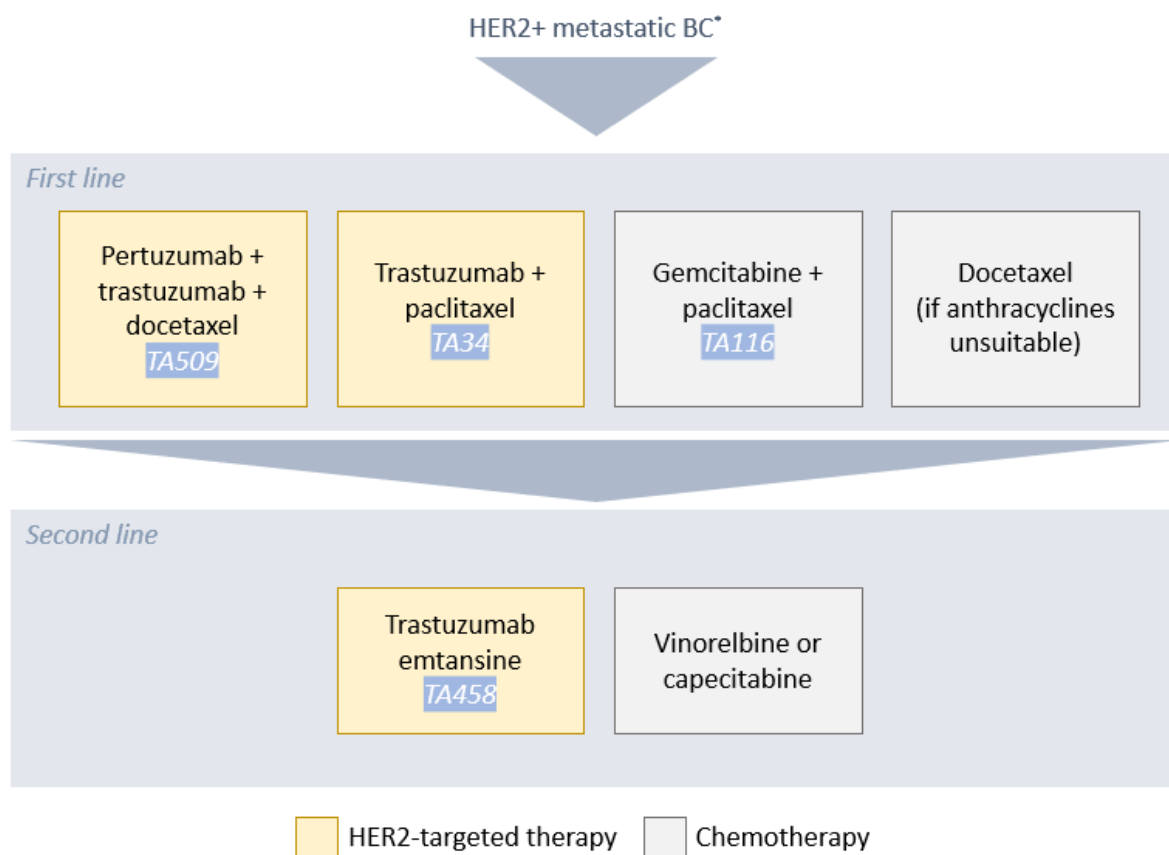 HER2+ metastatic BC*
First line
Pertuzumab +
trastuzumab +
docetaxel
TA509
Trastuzumab +
paclitaxel
TA34
Gemcitabine +
paclitaxel
TA116
Docetaxel
(if anthracyclines
unsuitable)
Second line
Trastuzumab
emtansine
TA458
Vinorelbine or
capecitabine
HER2-targeted therapy
Chemotherapy